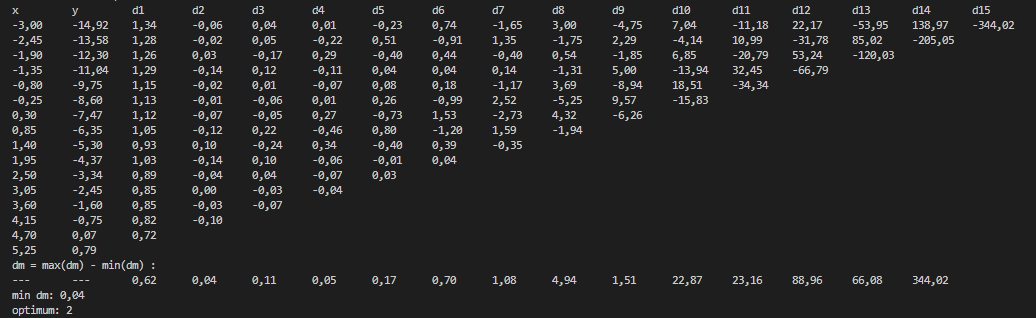 x y d1 d2 d3 d4 d5 d6 d7 d8 d9 d10 d11 d12 d13 d14 d15
-3,00 -14,92 1,34 -0,06 0,04 0,01 -0,23 0,74 -1,65 3,00 -4,75 7,04 -11,18 22,17 -53,95 138,97 -344,02
-2,45 -13,58 1,28 -0,02 0,05 -0,22 0,51 -0,91 1,35 -1,75 2,29 -4,14 10,99 -31,78 85,02 -205,05
-1,90 -12,30 1,26 0,03 -0,17 0,29 -0,40 0,44 -0,40 0,54 -1,85 6,85 -20,79 53,24 -120,03
-1,35 -11,04 1,29 -0,14 0,12 -0,11 0,04 0,04 0,14 -1,31 5,00 -13,94 32,45 -66,79
-0,80 -9,75 1,15 -0,02 0,01 -0,07 0,08 0,18 -1,17 3,69 -8,94 18,51 -34,34
-0,25 -8,60 1,13 -0,01 -0,06 0,01 0,26 -0,99 2,52 -5,25 9,57 -15,83
0,30 -7,47 1,12 -0,07 -0,05 0,27 -0,73 1,53 -2,73 4,32 -6,26
0,85 -6,35 1,05 -0,12 0,22 -0,46 0,80 -1,20 1,59 -1,94
1,40 -5,30 0,93 0,10 -0,24 0,34 -0,40 0,39 -0,35
1,95 -4,37 1,03 -0,14 0,10 -0,06 -0,01 0,04
2,50 -3,34 0,89 -0,04 0,04 -0,07 0,03
3,05 -2,45 0,85 0,00 -0,03 -0,04
3,60 -1,60 0,85 -0,03 -0,07
4,15 -0,75 0,82 -0,10
4,70 0,07 0,72
5,25 0,79
dm = max(dm) - min(dm) :
--- --- 0,62 0,04 0,11 0,05 0,17 0,70 1,08 4,94 1,51 22,87 23,16 88,96 66,08 344,02
min dm: 0,04
optimum: 2